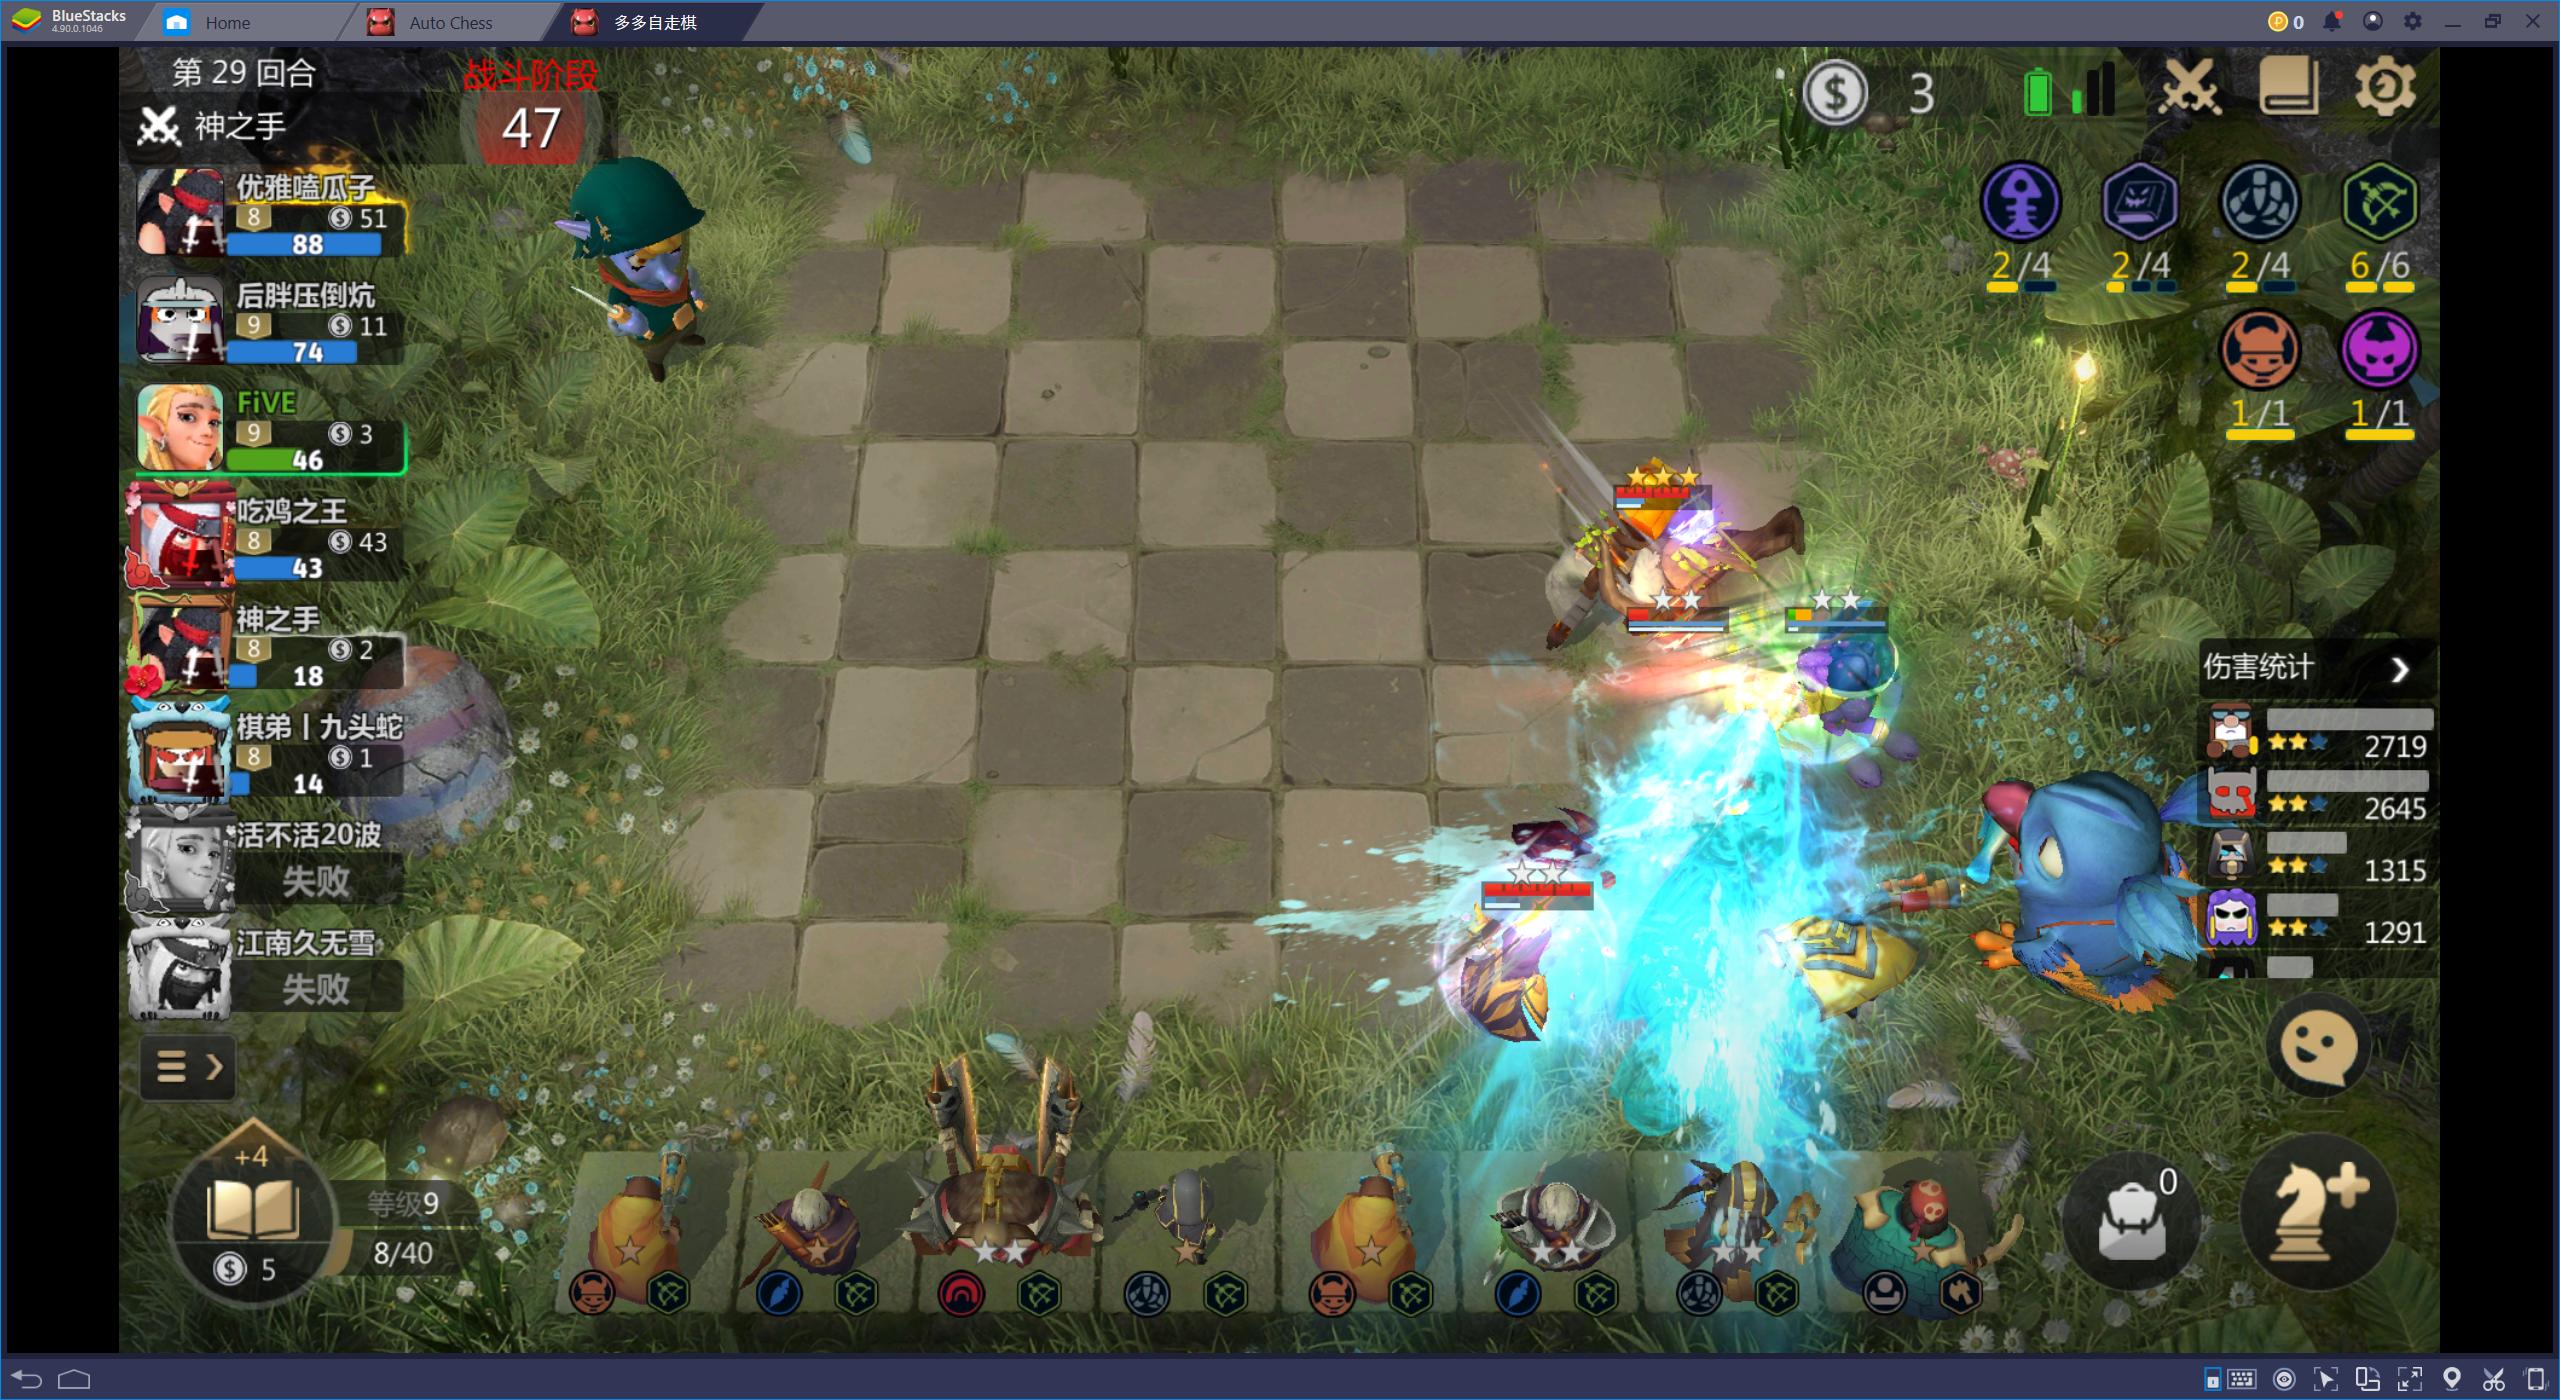 BlueStacks
4.90.0.1046
Home
Auto Chess
多多自走棋
0
第 29 回合
战斗阶段
神之手
47
3
优雅嗑瓜子
8 51
88
后胖压倒炕
9 11
74
FiVE
9 3
46
吃鸡之王
8 43
43
神之手
8 2
18
棋弟丨九头蛇
8 1
14
活不活20波
失败
江南久无雪
失败
2/4 2/4 2/4 6/6
1/1 1/1
伤害统计
2719
2645
1315
1291
+4
等级9
8/40
5
0